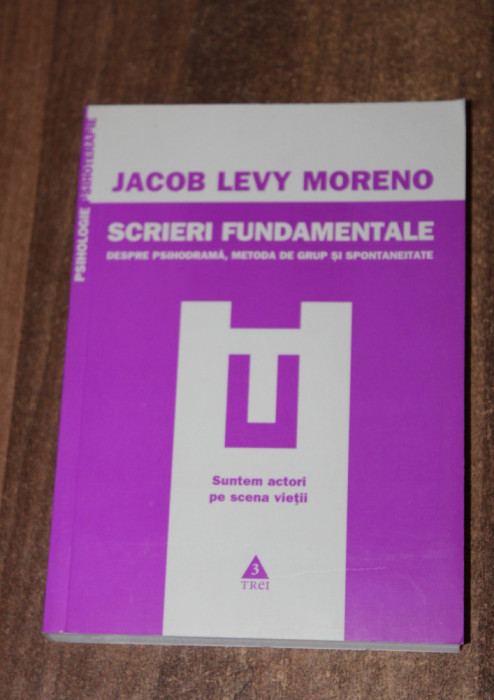 JACOB LEVY MORENO
PSIHOLOGIE PSIHOTERAPIE
SCRIERI FUNDAMENTALE
DESPRE PSIHODRAMĂ, METODA DE GRUP ȘI SPONTANEITATE
Suntem actori
pe scena vieții
3
TREI